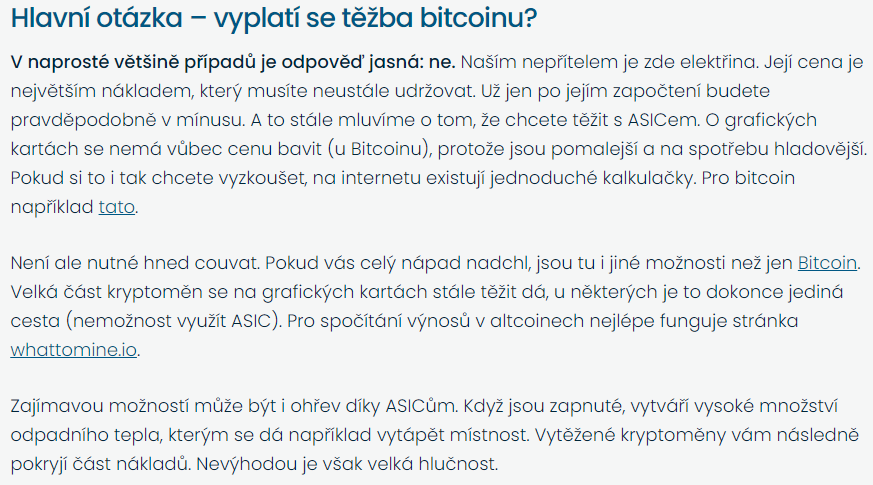 Hlavní otázka – vyplatí se těžba bitcoinu?
V naprosté většině případů je odpověď jasná: ne. Naším nepřítelem je zde elektřina. Její cena je
největším nákladem, který musíte neustále udržovat. Už jen po jejím započtení budete
pravděpodobně v mínusu. A to stále mluvíme o tom, že chcete těžit s ASICem. O grafických
kartách se nemá vůbec cenu bavit (u Bitcoinu), protože jsou pomalejší a na spotřebu hladovější.
Pokud si to i tak chcete vyzkoušet, na internetu existují jednoduché kalkulačky. Pro bitcoin
například tato.
Není ale nutné hned couvat. Pokud vás celý nápad nadchl, jsou tu i jiné možnosti než jen Bitcoin.
Velká část kryptoměn se na grafických kartách stále těžit dá, u některých je to dokonce jediná
cesta (nemožnost využít ASIC). Pro spočítání výnosů v altcoinech nejlépe funguje stránka
whattomine.io.
Zajímavou možností může být i ohřev díky ASICům. Když jsou zapnuté, vytváří vysoké množství
odpadního tepla, kterým se dá například vytápět místnost. Vytěžené kryptoměny vám následně
pokryjí část nákladů. Nevýhodou je však velká hlučnost.